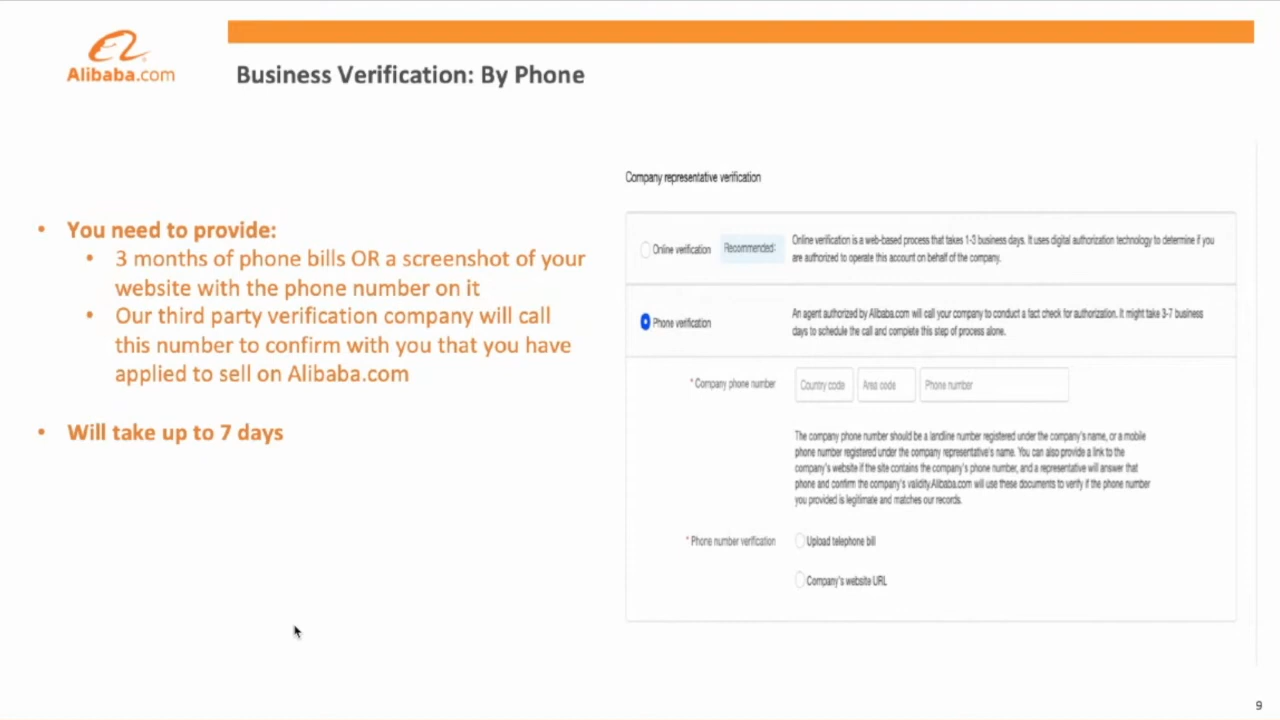 Alibaba.com
Business Verification: By Phone
• You need to provide:
• 3 months of phone bills OR a screenshot of your
website with the phone number on it
• Our third party verification company will call
this number to confirm with you that you have
applied to sell on Alibaba.com
• Will take up to 7 days
Company representative verification
Online verification Recommended: Online verification is a web-based process that takes 1-3 business days. It uses digital authorization technology to determine if you
are authorized to operate this account on behalf of the company.
Phone verification An agent authorized by Alibaba.com will call your company to conduct a fact check for authorization. It might take 3-7 business
days to schedule the call and complete this step of process alone.
* Company phone number Country code Area code Phone number
The company phone number should be a landline number registered under the company's name, or a mobile
phone number registered under the company representative's name. You can also provide a link to the
company's website if the site contains the company's phone number, and a representative will answer that
phone and confirm the company's validity.Alibaba.com will use these documents to verify if the phone number
you provided is legitimate and matches our records.
* Phone number verification Upload telephone bill
Company's website URL
9